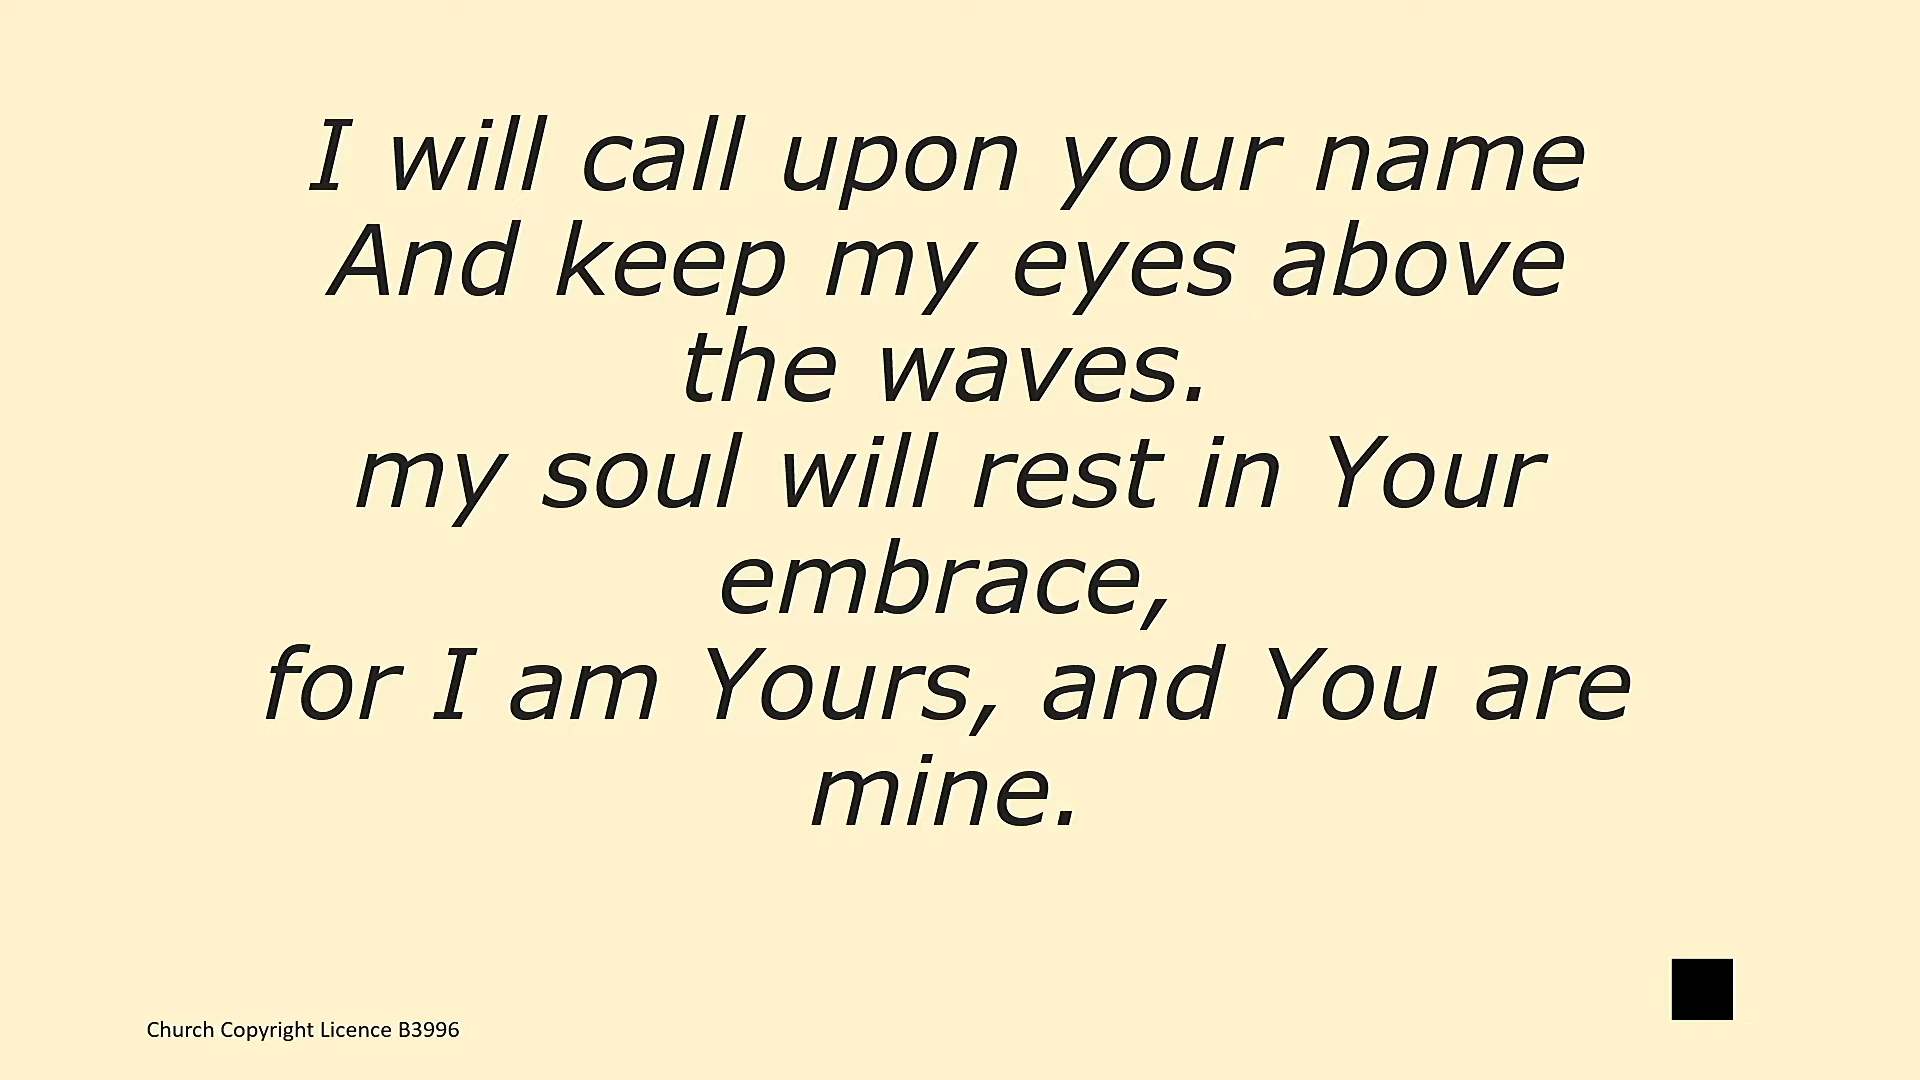 I will call upon your name
And keep my eyes above
the waves.
my soul will rest in Your
embrace,
for I am Yours, and You are
mine.
Church Copyright Licence B3996